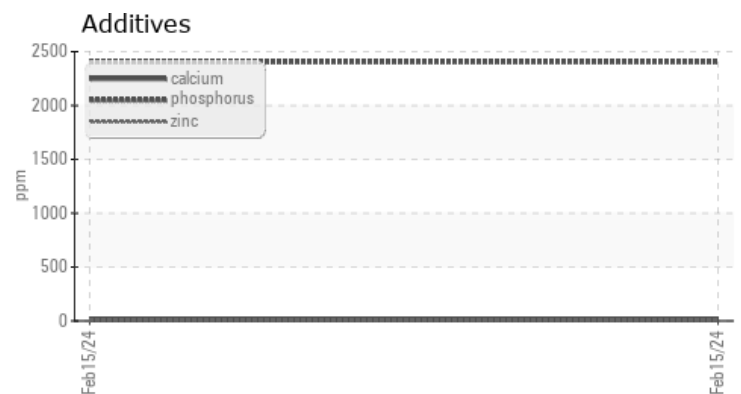 Additives
2500
2000
1500
1000
500
0
ppm
calcium
phosphorus
zinc
Feb15/24
Feb15/24